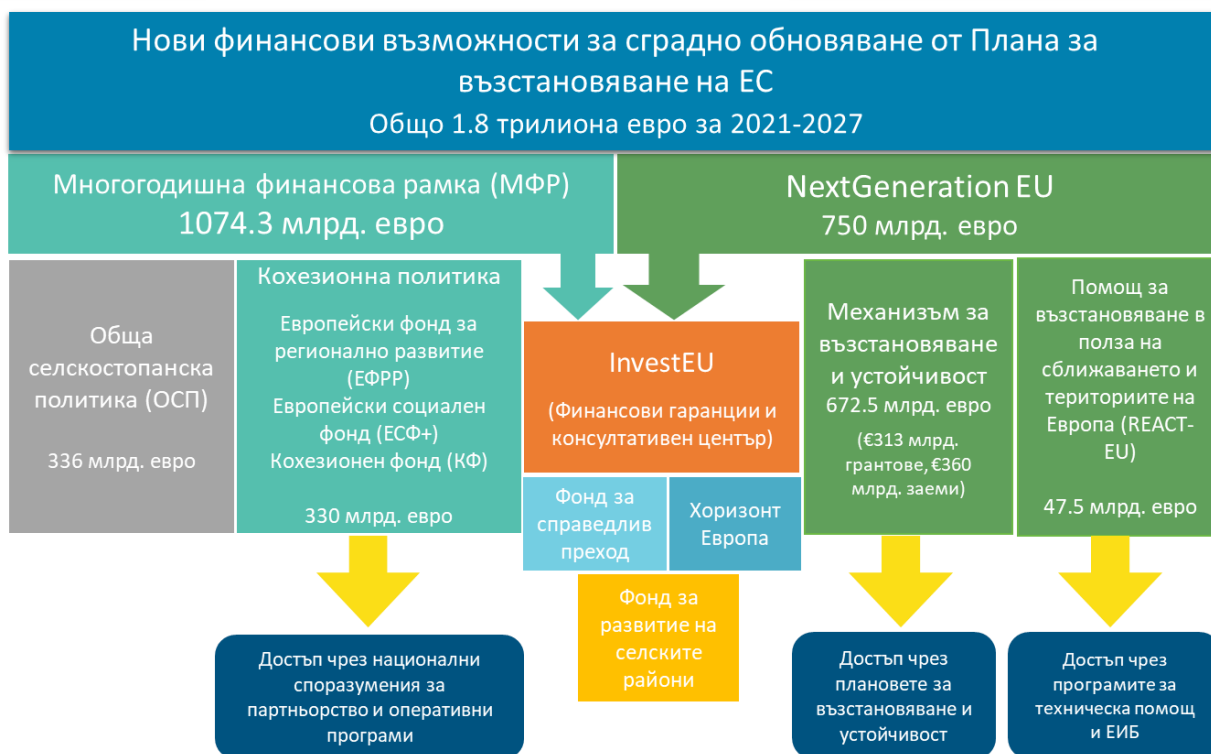 Нови финансови възможности за сградно обновяване от Плана за
възстановяване на ЕС
Общо 1.8 трилиона евро за 2021-2027
Многогодишна финансова рамка (МФР)
1074.3 млрд. евро
NextGeneration EU
750 млрд. евро
Обща
селскостопанска
политика (ОСП)
336 млрд. евро
Кохезионна политика
Европейски фонд за
регионално развитие
(ЕФРР)
Европейски социален
фонд (ЕСФ+)
Кохезионен фонд (КФ)
330 млрд. евро
InvestEU
(Финансови гаранции и
консултативен център)
Фонд за
справедлив
преход
Хоризонт
Европа
Фонд за
развитие на
селските
райони
Механизъм за
възстановяване
и устойчивост
672.5 млрд. евро
(€313 млрд.
грантове, €360
млрд. заеми)
Помощ за
възстановяване в
полза на
сближаването и
териториите на
Европа (REACT-
EU)
47.5 млрд. евро
Достъп чрез национални
споразумения за
партньорство и оперативни
програми
Достъп чрез
плановете за
възстановяване и
устойчивост
Достъп чрез
програмите за
техническа помощ
и ЕИБ